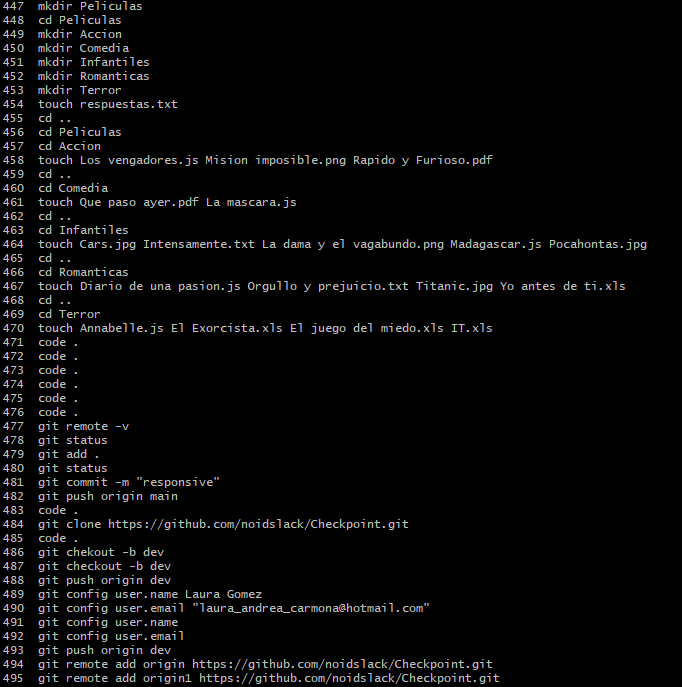 447 mkdir Peliculas
448 cd Peliculas
449 mkdir Accion
450 mkdir Comedia
451 mkdir Infantiles
452 mkdir Romanticas
453 mkdir Terror
454 touch respuestas.txt
455 cd ..
456 cd Peliculas
457 cd Accion
458 touch Los vengadores.js Mision imposible.png Rapido y Furioso.pdf
459 cd ..
460 cd Comedia
461 touch Que paso ayer.pdf La mascara.js
462 cd ..
463 cd Infantiles
464 touch Cars.jpg Intensamente.txt La dama y el vagabundo.png Madagascar.js Pocahontas.jpg
465 cd ..
466 cd Romanticas
467 touch Diario de una pasion.js Orgullo y prejuicio.txt Titanic.jpg Yo antes de ti.xls
468 cd ..
469 cd Terror
470 touch Annabelle.js El Exorcista.xls El juego del miedo.xls IT.xls
471 code .
472 code .
473 code .
474 code .
475 code .
476 code .
477 git remote -v
478 git status
479 git add .
480 git status
481 git commit -m "responsive"
482 git push origin main
483 code .
484 git clone https://github.com/noidslack/Checkpoint.git
485 code .
486 git chekout -b dev
487 git checkout -b dev
488 git push origin dev
489 git config user.name Laura Gomez
490 git config user.email "laura_andrea_carmona@hotmail.com"
491 git config user.name
492 git config user.email
493 git push origin dev
494 git remote add origin https://github.com/noidslack/Checkpoint.git
495 git remote add origin1 https://github.com/noidslack/Checkpoint.git